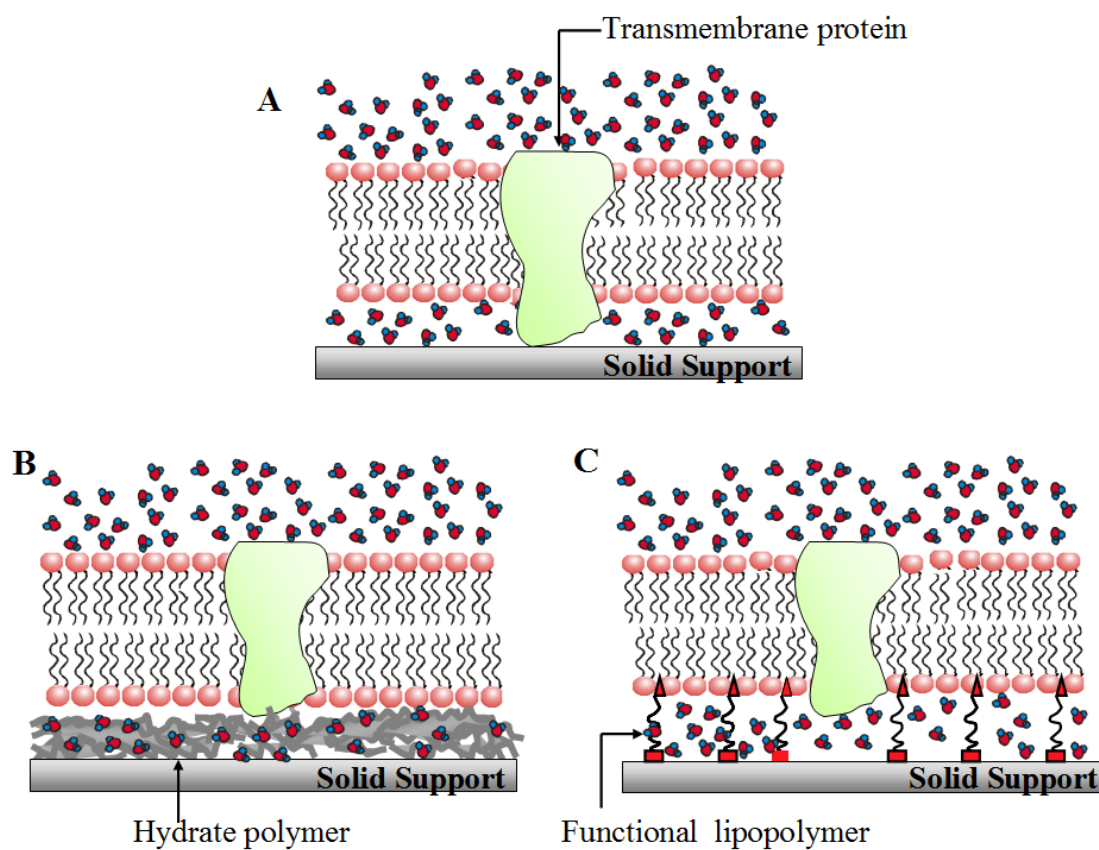 Transmembrane protein
A
Solid Support
B
C
Solid Support
Solid Support
Hydrate polymer
Functional lipopolymer